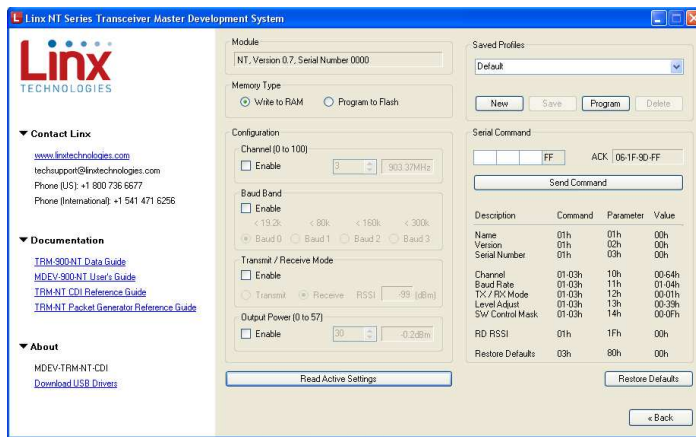 Linx NT Series Transceiver Master Development System
Linx
TECHNOLOGIES
Contact Linx
www.linxtechnologies.com
techsupport@linxtechnologies.com
Phone (US): +1 800 736 6677
Phone (International): +1 541 471 6256
Documentation
TRM-900-NT Data Guide
MDEV-900-NT User's Guide
TRM-NT CDI Reference Guide
TRM-NT Packet Generator Reference Guide
About
MDEV-TRM-NT-CDI
Download USB Drivers
Module
NT, Version 0.7, Serial Number 0000
Memory Type
Write to RAM Program to Flash
Configuration
Channel (0 to 100)
Enable 3 903.37MHz
Baud Band
Enable
< 19.2k < 80k < 160k < 300k
Baud 0 Baud 1 Baud 2 Baud 3
Transmit / Receive Mode
Enable
Transmit Receive RSSI -99 (dBm)
Output Power (0 to 57)
Enable 30 -0.2dBm
Read Active Settings
Saved Profiles
Default
New Save Program Delete
Serial Command
FF ACK 06-1F-9D-FF
Send Command
Description Command Parameter Value
Name 01h 01h 00h
Version 01h 02h 00h
Serial Number 01h 03h 00h
Channel 01-03h 10h 00-64h
Baud Rate 01-03h 11h 01-04h
TX / RX Mode 01-03h 12h 00-01h
Level Adjust 01-03h 13h 00-39h
SW Control Mask 01-03h 14h 00-0Fh
RD RSSI 01h 1Fh 00h
Restore Defaults 03h 80h 00h
Restore Defaults
« Back